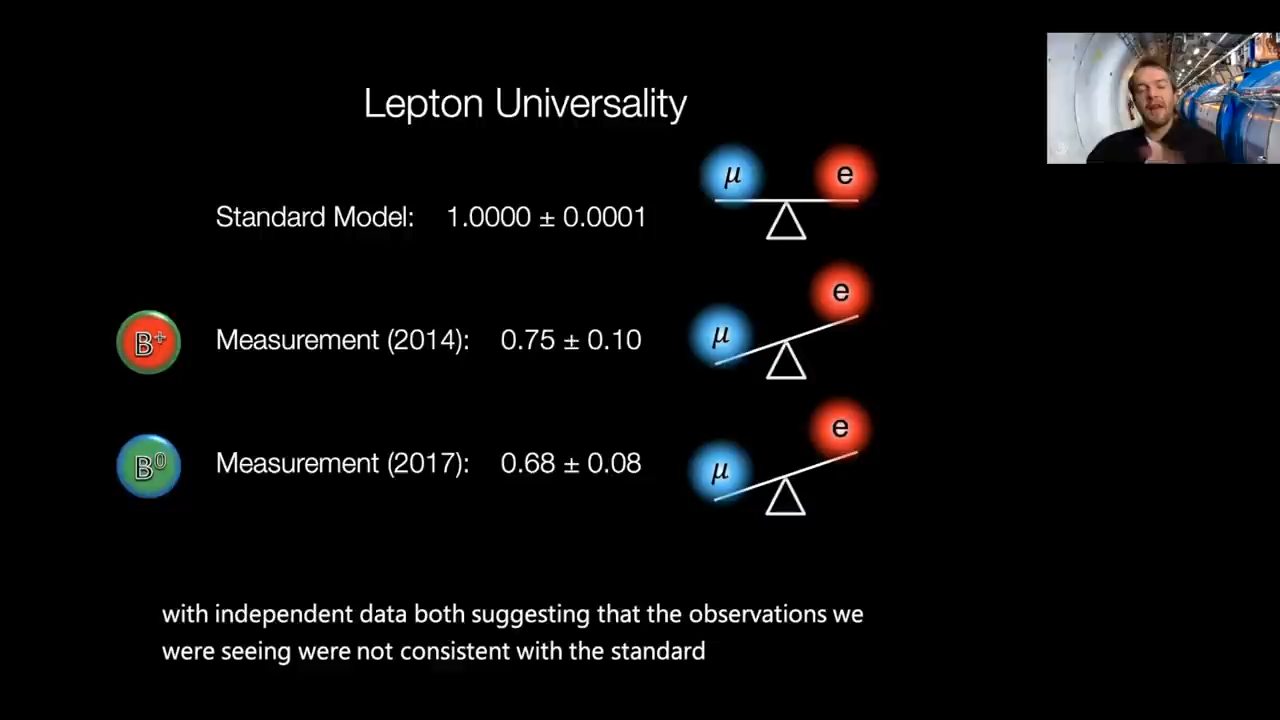 Lepton Universality
μ e
Standard Model: 1.0000 ± 0.0001
e
B⁺ Measurement (2014): 0.75 ± 0.10 μ
e
B⁰ Measurement (2017): 0.68 ± 0.08 μ
with independent data both suggesting that the observations we
were seeing were not consistent with the standard